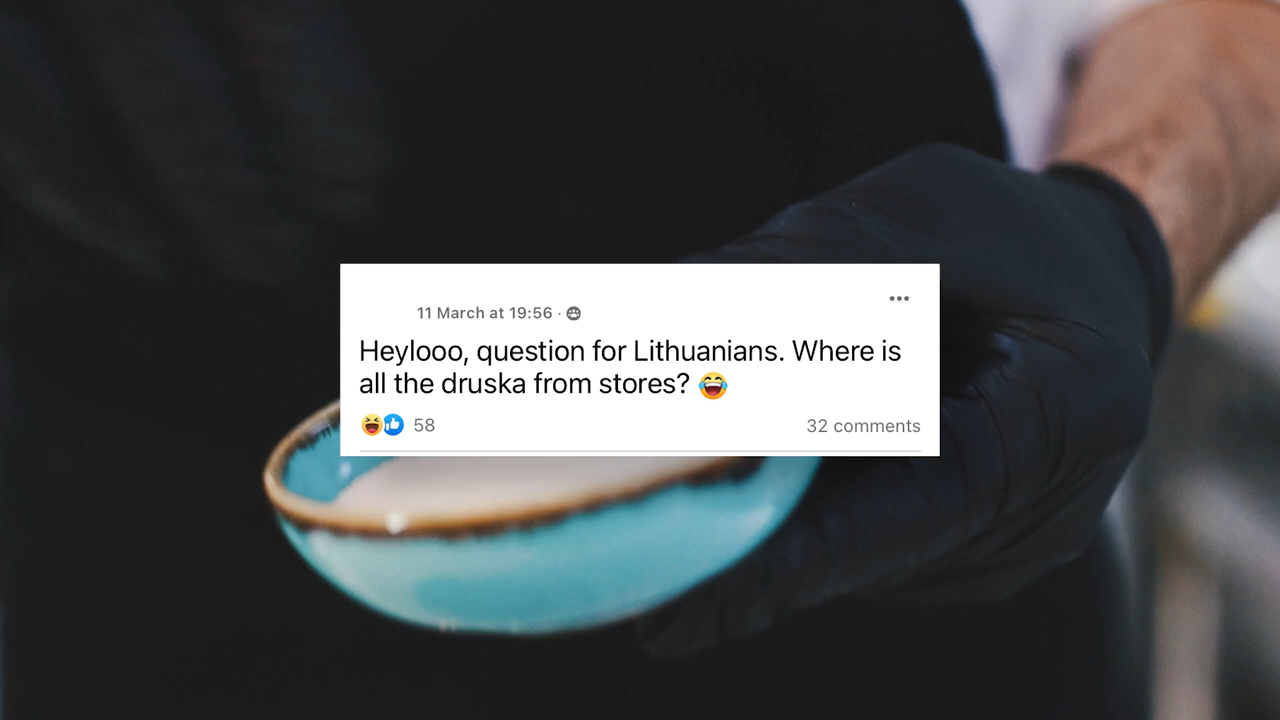 11 March at 19:56 ·
Heylooo, question for Lithuanians. Where is
all the druska from stores? 😂
58
32 comments